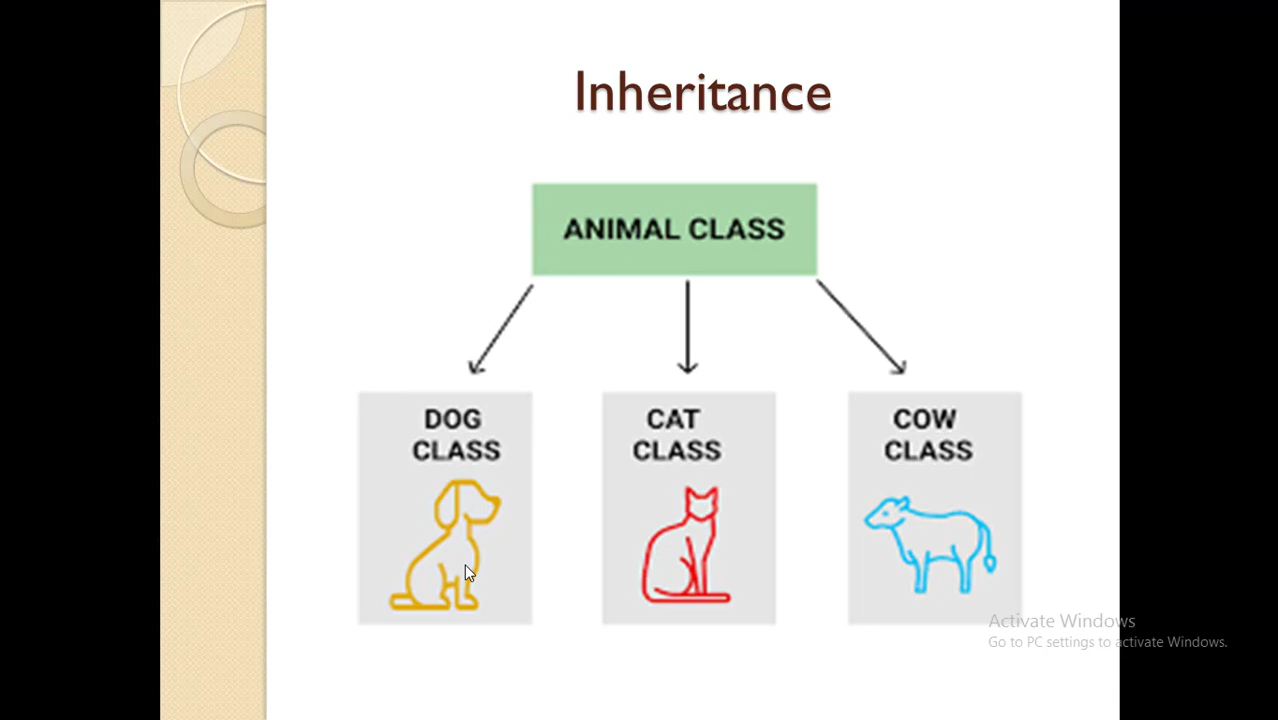 Inheritance
ANIMAL CLASS
DOG
CLASS
CAT
CLASS
COW
CLASS
Activate Windows
Go to PC settings to activate Windows.